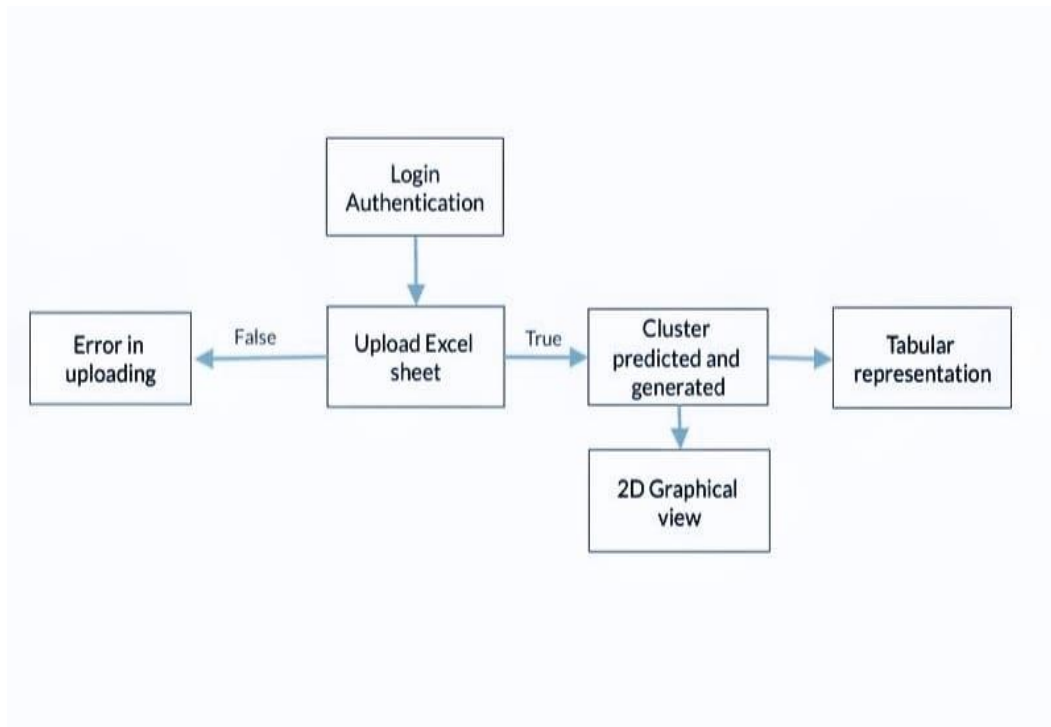 Login
Authentication
Error in
uploading
False
Upload Excel
sheet
True
Cluster
predicted and
generated
Tabular
representation
2D Graphical
view